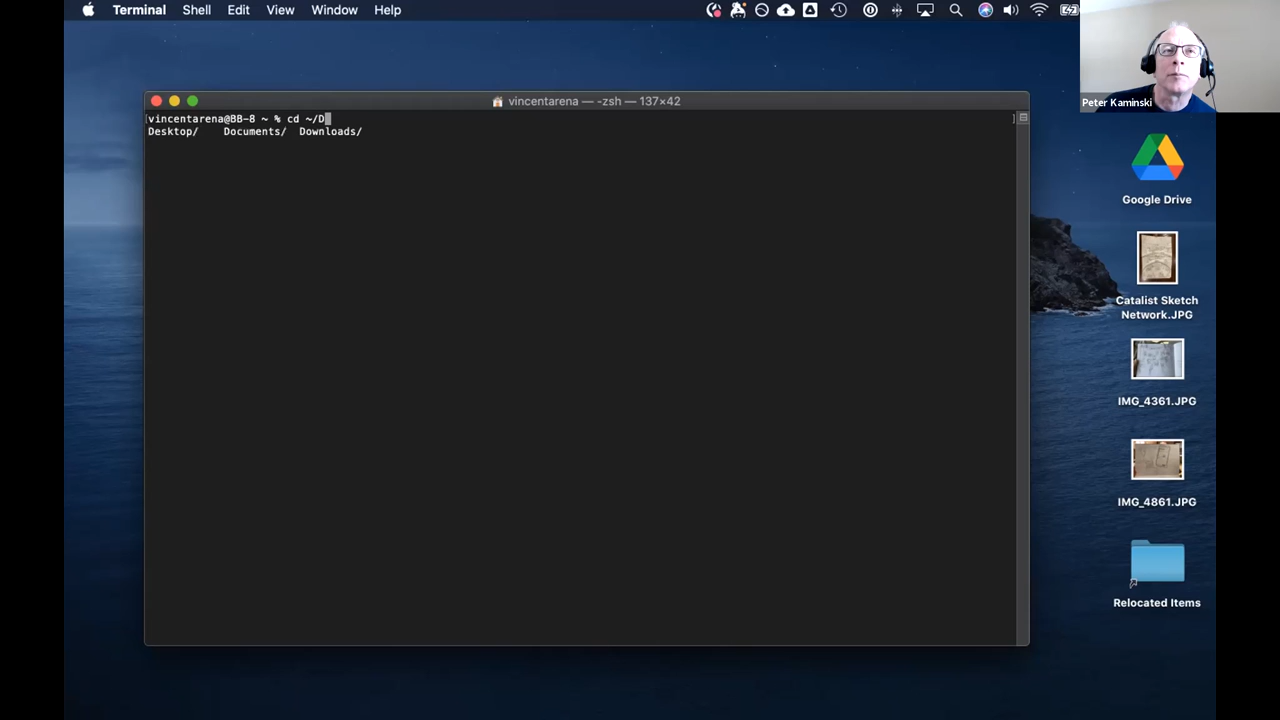 Terminal Shell Edit View Window Help
Peter Kaminski
vincentarena — -zsh — 137×42
[vincentarena@BB-8 ~ % cd ~/D ]
Desktop/ Documents/ Downloads/
Google Drive
Catalist Sketch
Network.JPG
IMG_4361.JPG
IMG_4861.JPG
Relocated Items